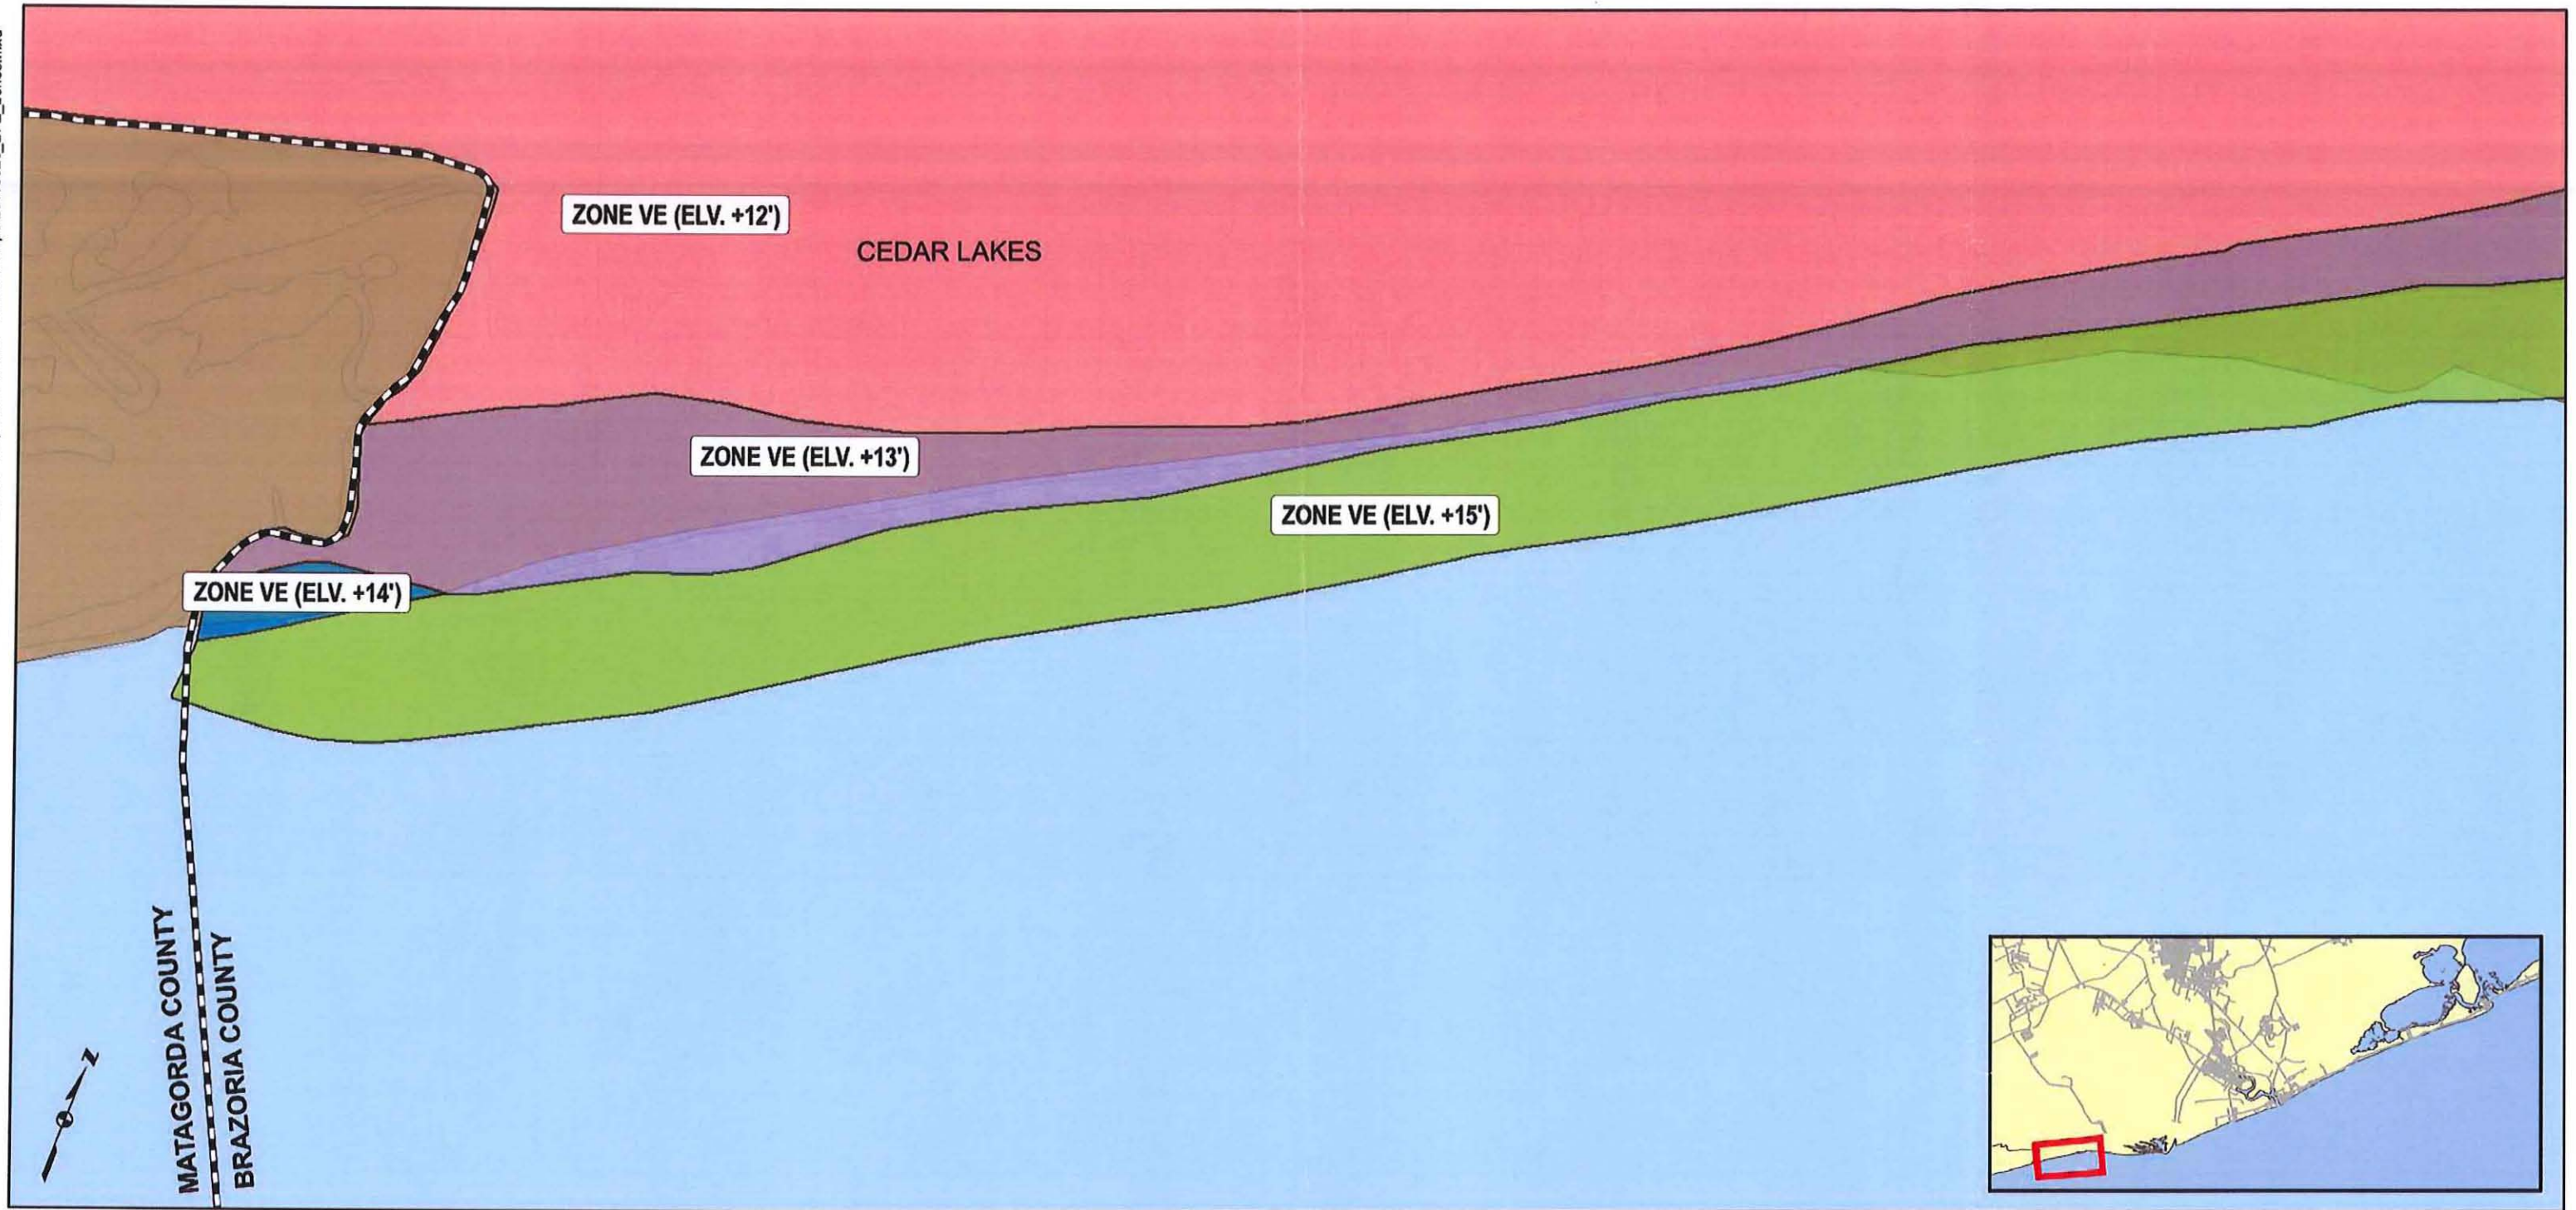 ZONE VE (ELV. +12')
CEDAR LAKES
ZONE VE (ELV. +13')
ZONE VE (ELV. +15')
ZONE VE (ELV. +14')
MATAGORDA COUNTY
BRAZORIA COUNTY
N